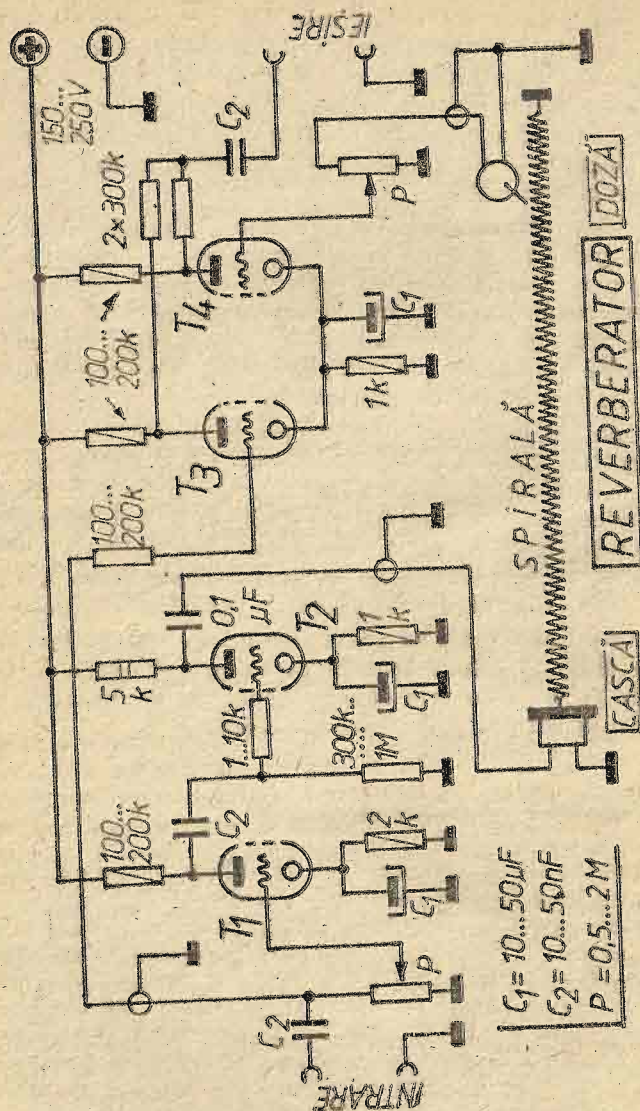 INTRARE
C2
P
T1
100...
200k
C2
C1
2
k
1...10k
300k..
....
1M
5
k
0,1
µF
T2
C1
1
k
100...
200k
T3
100...
200k
T4
2×300k
1k
C1
P
C2
IEȘIRE
150...
250V
+
−
C1=10...50µF
C2=10...50nF
P=0,5...2M
CASCĂ
SPIRALĂ
REVERBERATOR
DOZĂ